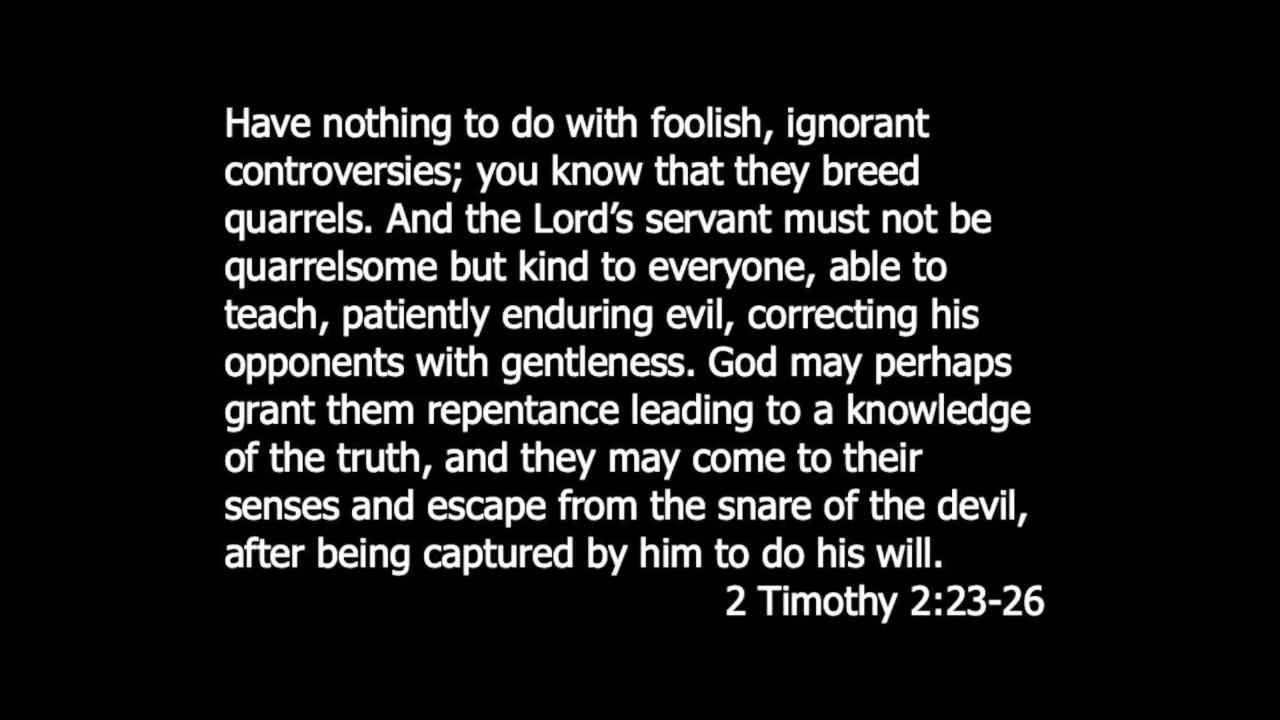 Have nothing to do with foolish, ignorant
controversies; you know that they breed
quarrels. And the Lord’s servant must not be
quarrelsome but kind to everyone, able to
teach, patiently enduring evil, correcting his
opponents with gentleness. God may perhaps
grant them repentance leading to a knowledge
of the truth, and they may come to their
senses and escape from the snare of the devil,
after being captured by him to do his will.
2 Timothy 2:23-26